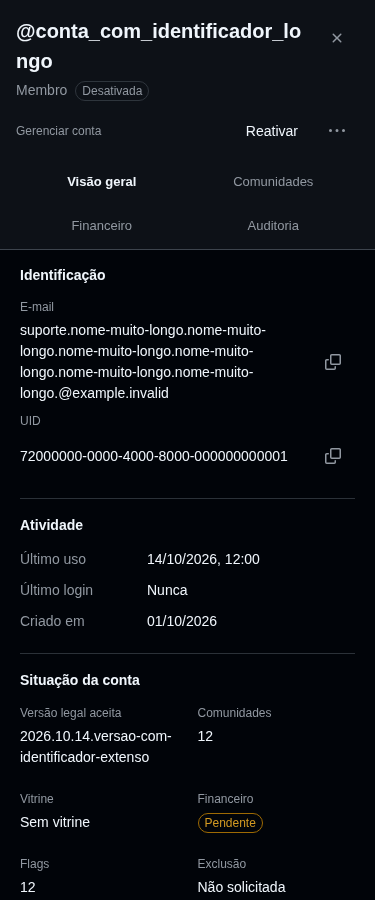 @conta_com_identificador_lo
ngo
Membro Desativada
Gerenciar conta Reativar
Visão geral Comunidades
Financeiro Auditoria
Identificação
E-mail
suporte.nome-muito-longo.nome-muito-
longo.nome-muito-longo.nome-muito-
longo.nome-muito-longo.nome-muito-
longo.@example.invalid
UID
72000000-0000-4000-8000-000000000001
Atividade
Último uso 14/10/2026, 12:00
Último login Nunca
Criado em 01/10/2026
Situação da conta
Versão legal aceita Comunidades
2026.10.14.versao-com- 12
identificador-extenso
Vitrine Financeiro
Sem vitrine Pendente
Flags Exclusão
12 Não solicitada